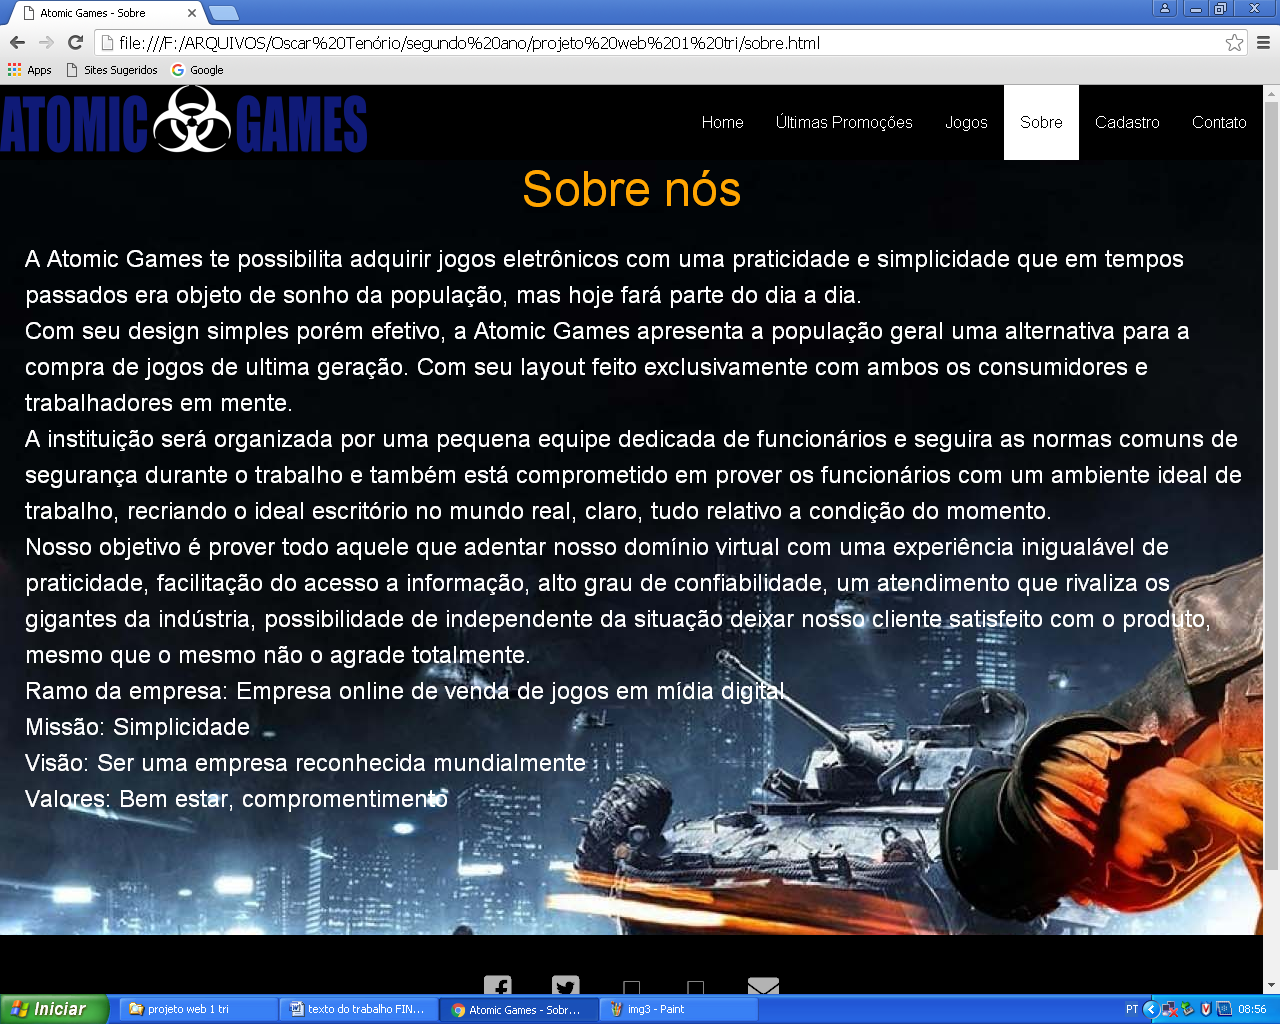 Atomic Games - Sobre
file:///F:/ARQUIVOS/Oscar%20Tenório/segundo%20ano/projeto%20web%201%20tri/sobre.html
Apps Sites Sugeridos Google
ATOMIC GAMES
Home Últimas Promoções Jogos Sobre Cadastro Contato
Sobre nós
A Atomic Games te possibilita adquirir jogos eletrônicos com uma praticidade e simplicidade que em tempos
passados era objeto de sonho da população, mas hoje fará parte do dia a dia.
Com seu design simples porém efetivo, a Atomic Games apresenta a população geral uma alternativa para a
compra de jogos de ultima geração. Com seu layout feito exclusivamente com ambos os consumidores e
trabalhadores em mente.
A instituição será organizada por uma pequena equipe dedicada de funcionários e seguira as normas comuns de
segurança durante o trabalho e também está comprometido em prover os funcionários com um ambiente ideal de
trabalho, recriando o ideal escritório no mundo real, claro, tudo relativo a condição do momento.
Nosso objetivo é prover todo aquele que adentar nosso domínio virtual com uma experiência inigualável de
praticidade, facilitação do acesso a informação, alto grau de confiabilidade, um atendimento que rivaliza os
gigantes da indústria, possibilidade de independente da situação deixar nosso cliente satisfeito com o produto,
mesmo que o mesmo não o agrade totalmente.
Ramo da empresa: Empresa online de venda de jogos em mídia digital
Missão: Simplicidade
Visão: Ser uma empresa reconhecida mundialmente
Valores: Bem estar, compromentimento
Iniciar projeto web 1 tri texto do trabalho FIN... Atomic Games - Sobr... img3 - Paint PT 08:56